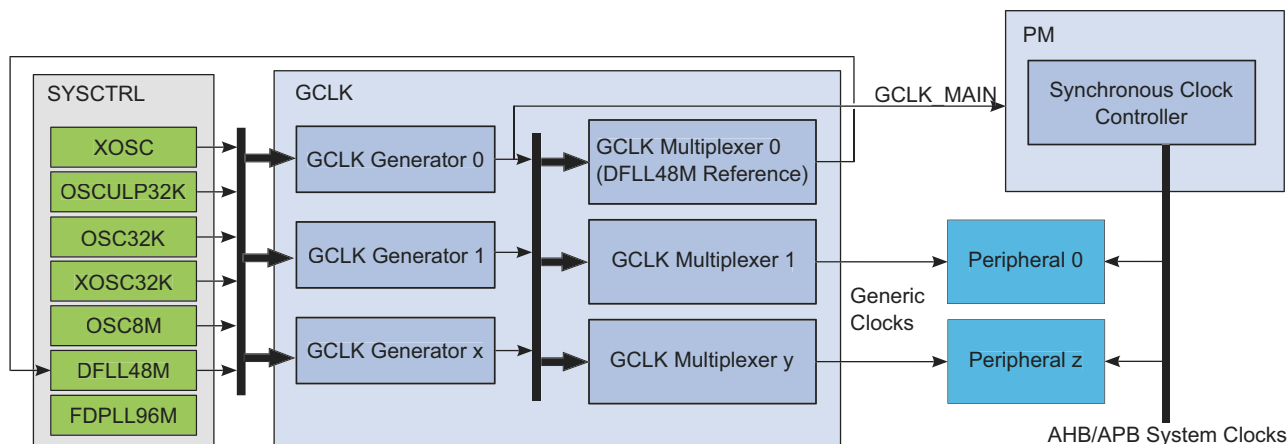 PM
SYSCTRL
GCLK
GCLK_MAIN
Synchronous Clock
Controller
XOSC
OSCULP32K
OSC32K
XOSC32K
OSC8M
DFLL48M
FDPLL96M
GCLK Generator 0
GCLK Generator 1
GCLK Generator x
GCLK Multiplexer 0
(DFLL48M Reference)
GCLK Multiplexer 1
GCLK Multiplexer y
Generic
Clocks
Peripheral 0
Peripheral z
AHB/APB System Clocks